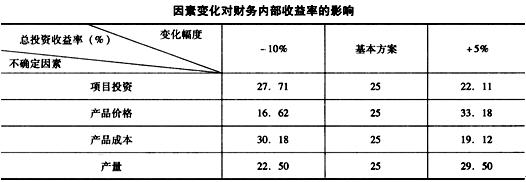 因素变化对财务内部收益率的影响
总投资收益率(%) 变化幅度 不确定因素 -10% 基本方案 +5%
项目投资 27.71 25 22.11
产品价格 16.62 25 33.18
产品成本 30.18 25 19.12
产量 22.50 25 29.50